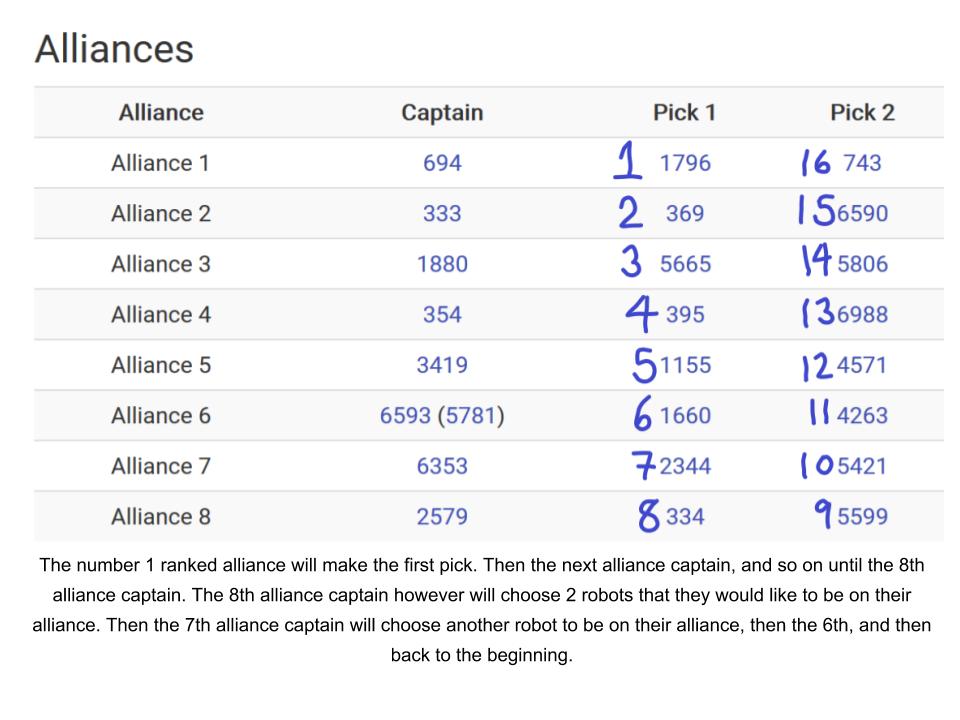 Alliances
Alliance Captain Pick 1 Pick 2
Alliance 1 694 1 1796 16 743
Alliance 2 333 2 369 15 6590
Alliance 3 1880 3 5665 14 5806
Alliance 4 354 4 395 13 6988
Alliance 5 3419 5 1155 12 4571
Alliance 6 6593 (5781) 6 1660 11 4263
Alliance 7 6353 7 2344 10 5421
Alliance 8 2579 8 334 9 5599
The number 1 ranked alliance will make the first pick. Then the next alliance captain, and so on until the 8th
alliance captain. The 8th alliance captain however will choose 2 robots that they would like to be on their
alliance. Then the 7th alliance captain will choose another robot to be on their alliance, then the 6th, and then
back to the beginning.